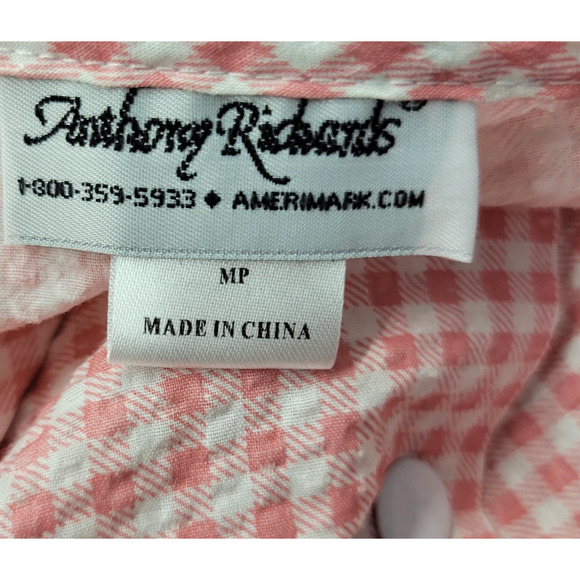 Anthony Richards®
1-800-359-5933 ◆ AMERIMARK.COM
MP
MADE IN CHINA